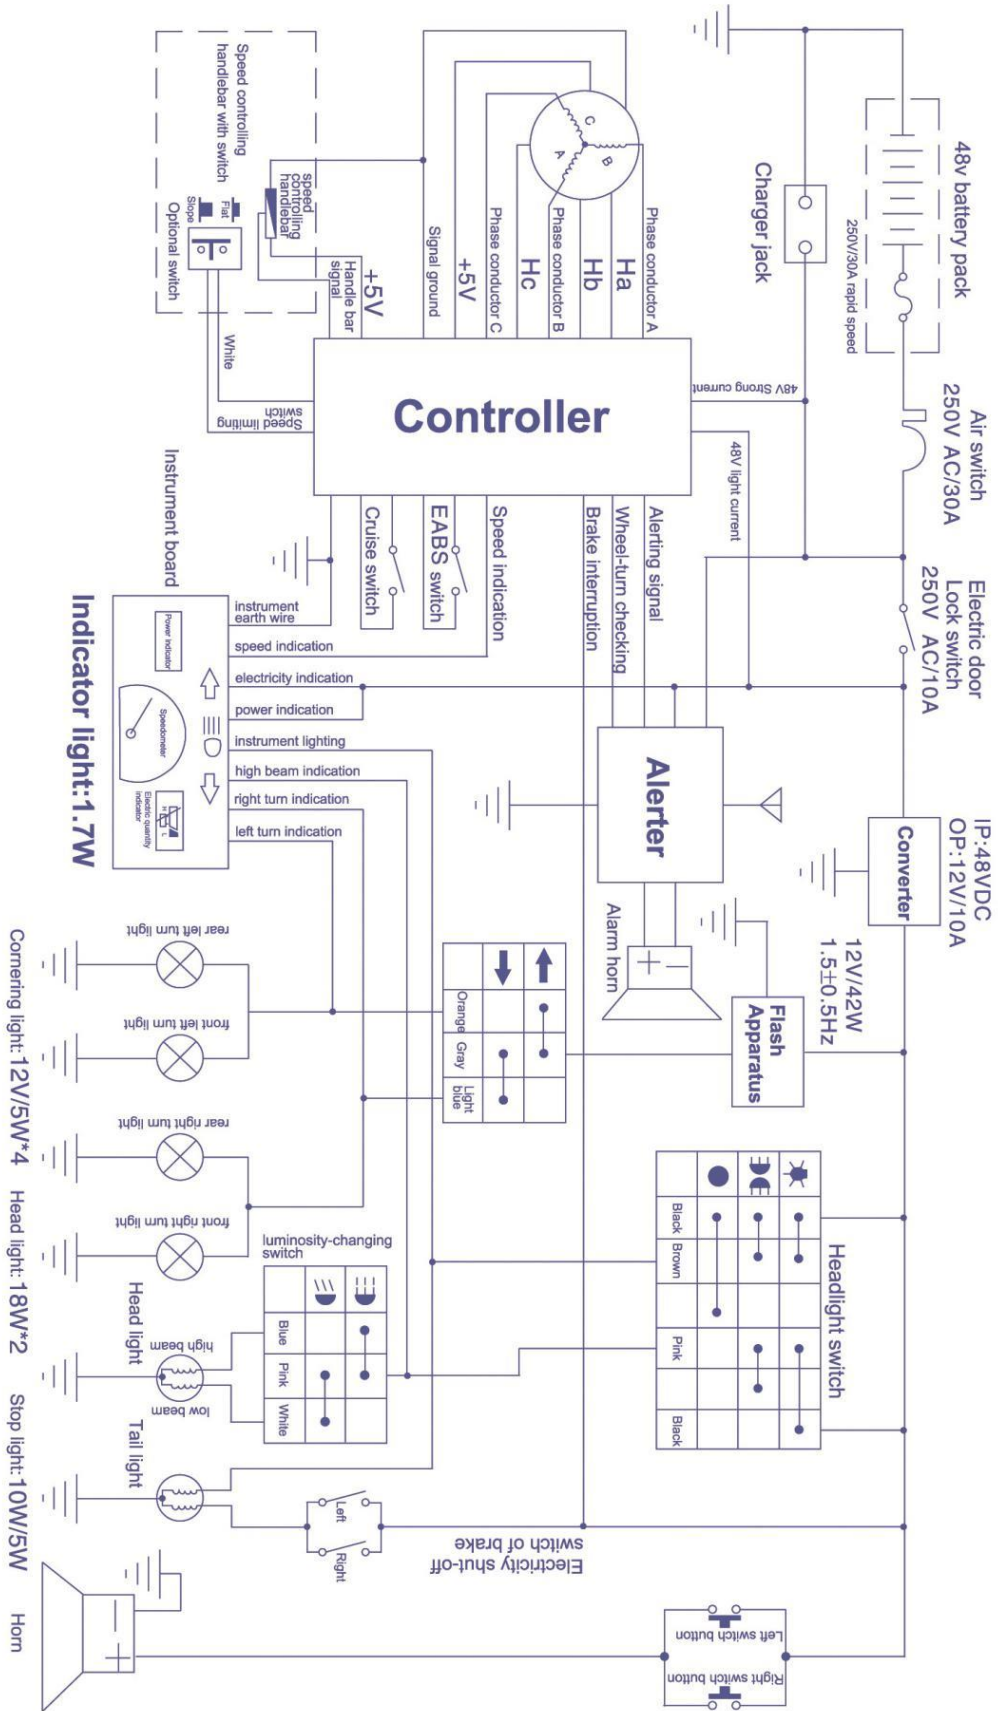 48v battery pack
250V/30A rapid speed
Charger jack
Air switch
250V AC/30A
Electric door
Lock switch
250V AC/10A
IP:48VDC
OP:12V/10A
Converter
12V/42W
1.5±0.5Hz
Flash
Apparatus
Headlight switch
Black
Brown
Pink
Black
Left switch button
Right switch button
Speed controlling
handlebar with switch
speed
controlling
handlebar
Flat
Slope
Optional switch
+5V
Handle bar
signal
White
Speed limiting
switch
Signal ground
+5V
Phase conductor C
Hc
Phase conductor B
Hb
Ha
Phase conductor A
A
B
C
48V Strong current
48V light current
Controller
Cruise switch
EABS switch
Speed indication
Brake interruption
Wheel-turn checking
Alerting signal
Alerter
Alarm horn
+
−
Orange
Gray
Light
blue
Instrument board
Power indicator
Speedometer
Electric quantity
indicator
H
L
instrument
earth wire
speed indication
electricity indication
power indication
instrument lighting
high beam indication
right turn indication
left turn indication
Indicator light:1.7W
rear left turn light
front left turn light
rear right turn light
front right turn light
luminosity-changing
switch
Blue
Pink
White
Head light
high beam
low beam
Tail light
Left
Right
Electricity shut-off
switch of brake
Cornering light:12V/5W*4
Head light:18W*2
Stop light:10W/5W
Horn
−
+